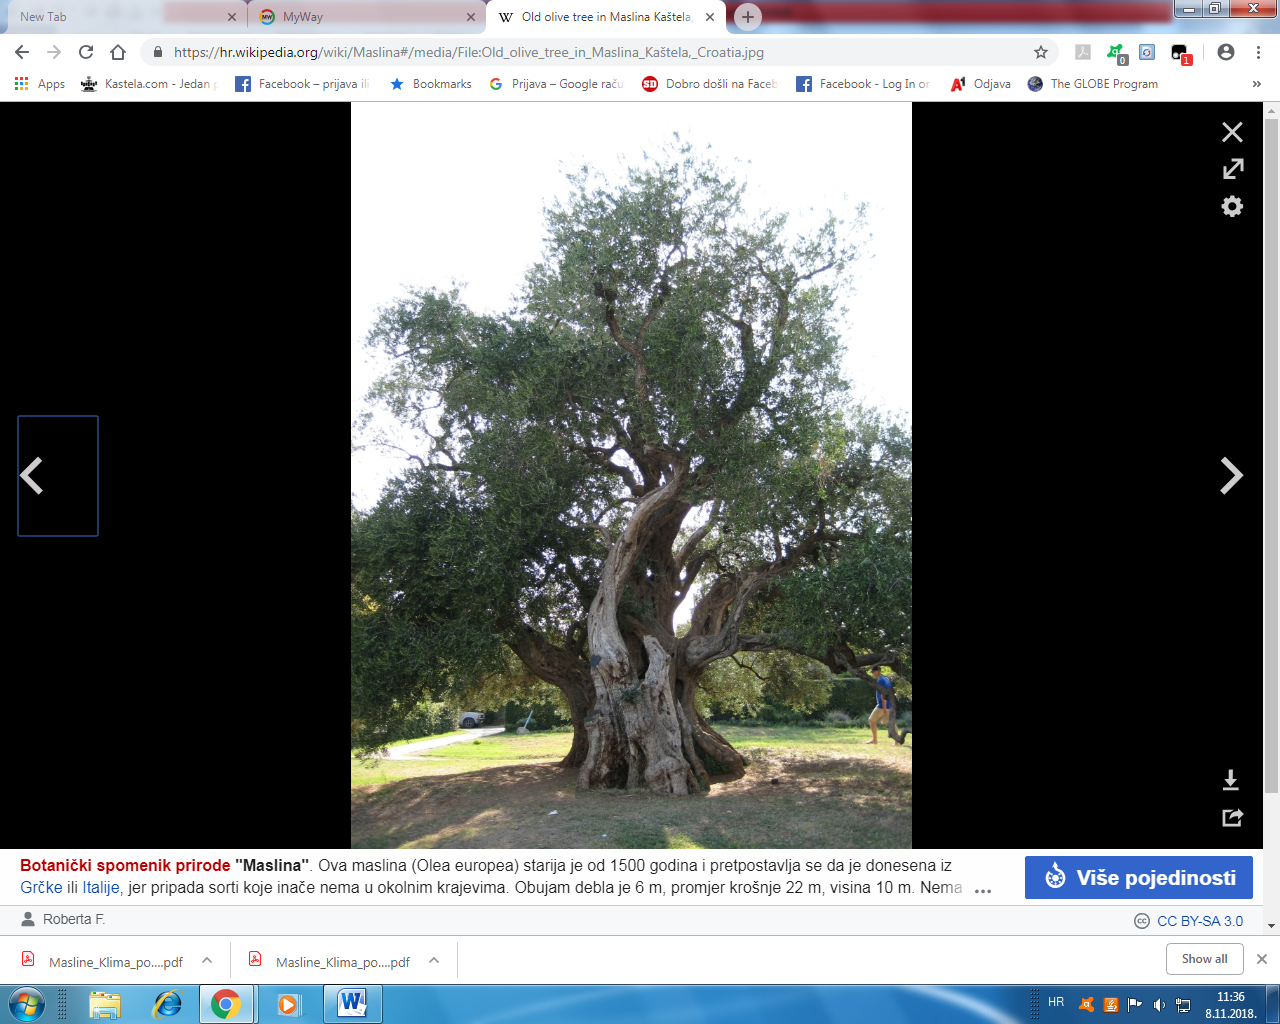 New Tab
MyWay
Old olive tree in Maslina Kaštela,
https://hr.wikipedia.org/wiki/Maslina#/media/File:Old_olive_tree_in_Maslina_Kaštela,_Croatia.jpg
0
1
Apps
Kastela.com - Jedan
Facebook – prijava ili
Bookmarks
Prijava – Google raču
Dobro došli na Faceb
Facebook - Log In or
Odjava
The GLOBE Program
»
Botanički spomenik prirode "Maslina". Ova maslina (Olea europea) starija je od 1500 godina i pretpostavlja se da je donesena iz
Grčke ili Italije, jer pripada sorti koje inače nema u okolnim krajevima. Obujam debla je 6 m, promjer krošnje 22 m, visina 10 m. Nema ...
Više pojedinosti
Roberta F.
CC BY-SA 3.0
Masline_Klima_po....pdf
Masline_Klima_po....pdf
Show all
HR
11:36
8.11.2018.